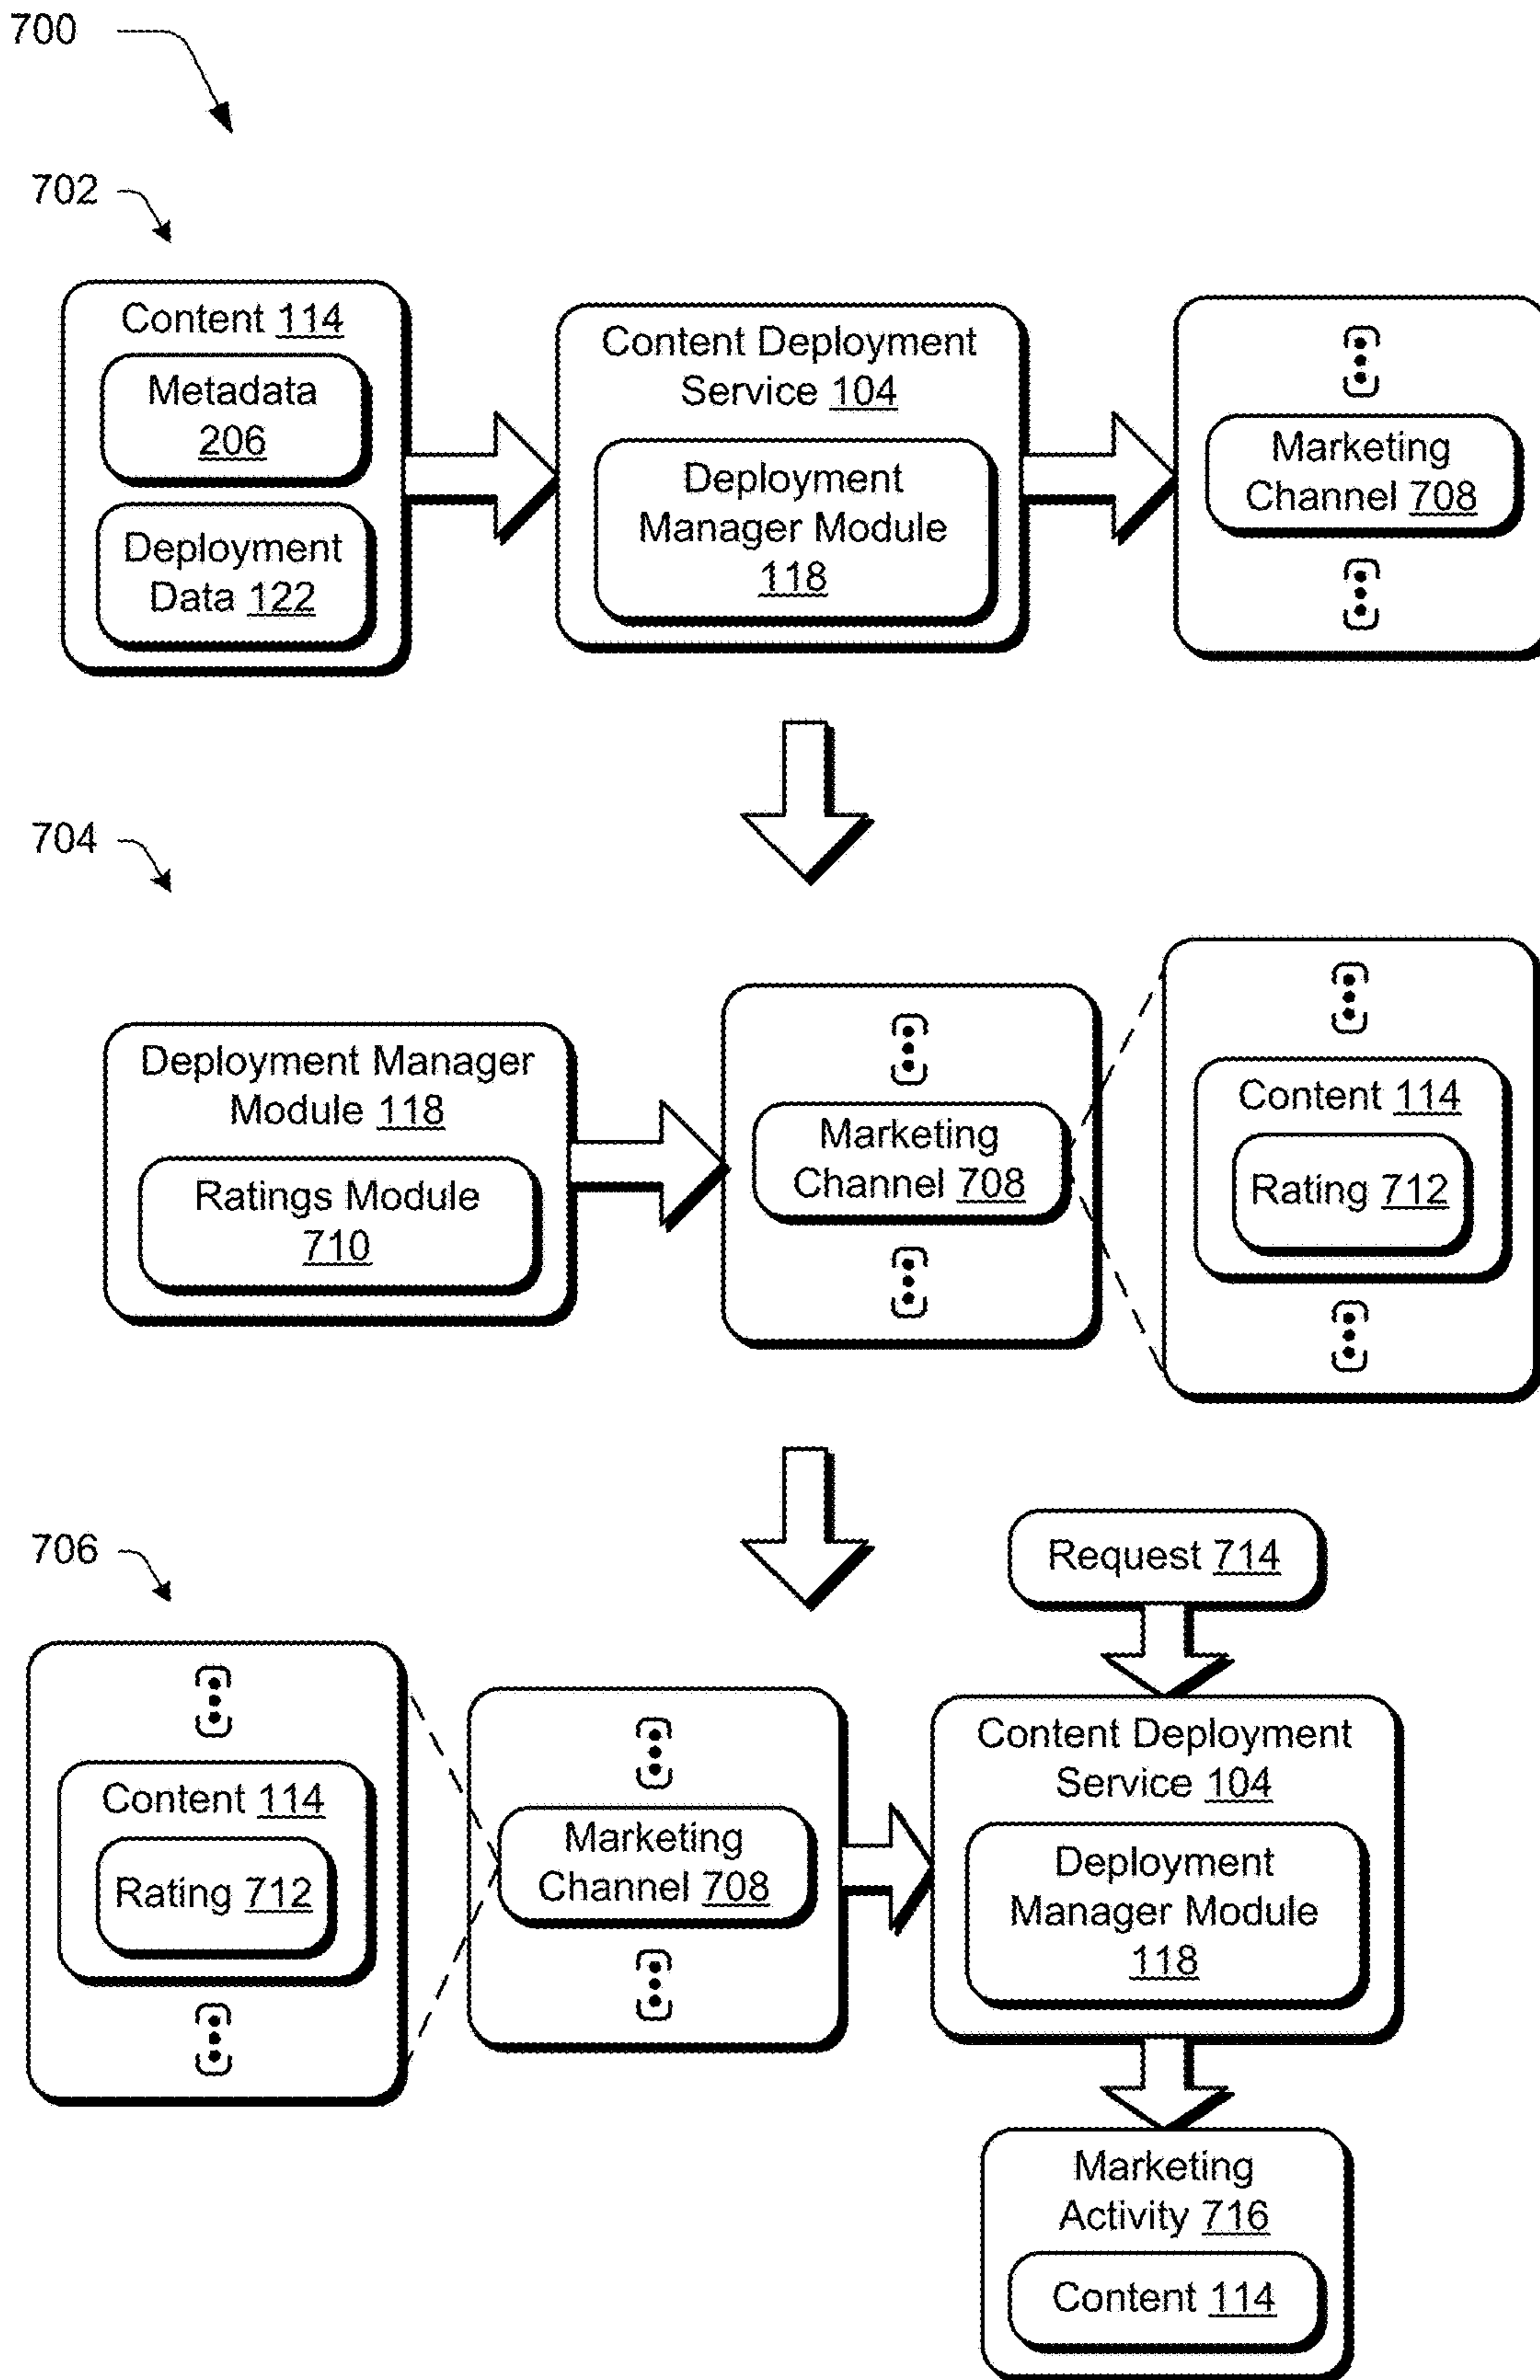 700
702
Content 114
Metadata
206
Deployment
Data 122
Content Deployment
Service 104
Deployment
Manager Module
118
Marketing
Channel 708
704
Deployment Manager
Module 118
Ratings Module
710
Marketing
Channel 708
Content 114
Rating 712
706
Request 714
Content 114
Rating 712
Marketing
Channel 708
Content Deployment
Service 104
Deployment
Manager Module
118
Marketing
Activity 716
Content 114